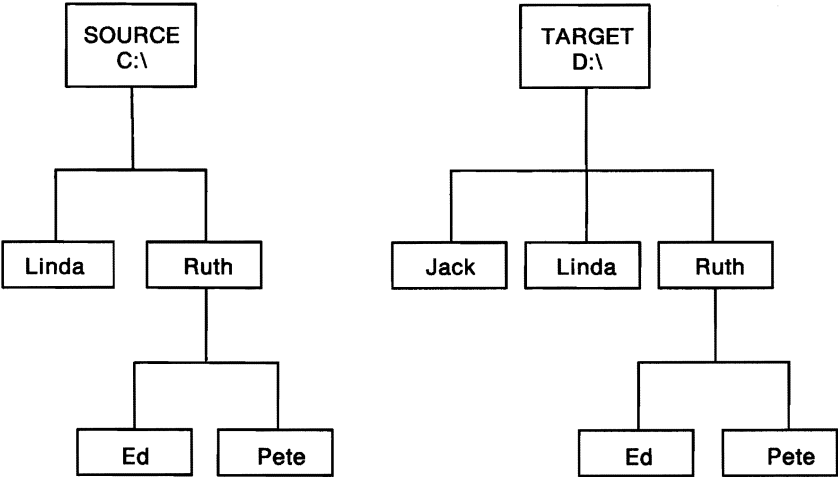 SOURCE
C:\
TARGET
D:\
Linda
Ruth
Jack
Linda
Ruth
Ed
Pete
Ed
Pete